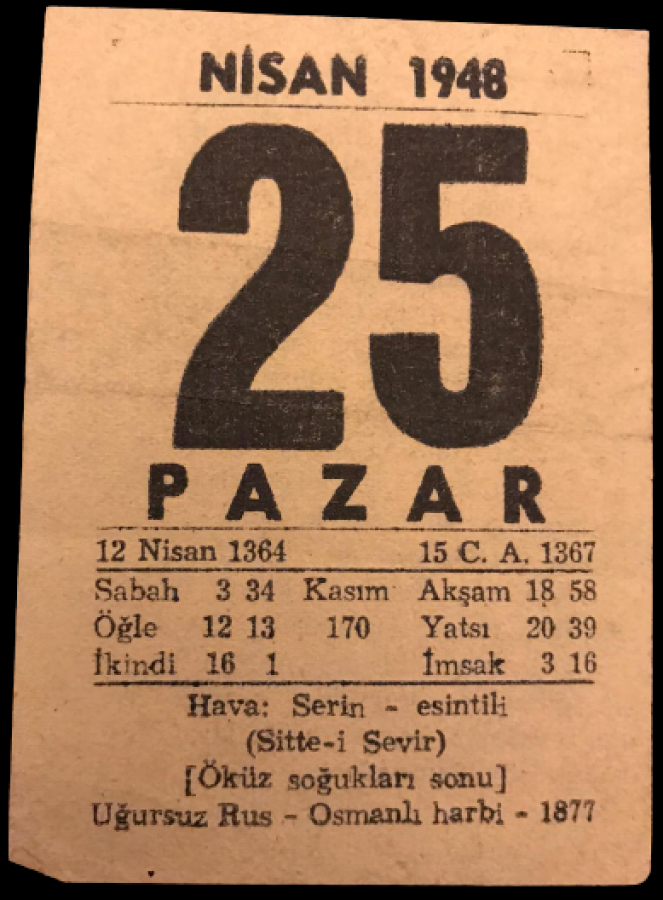 NİSAN 1948
25
PAZAR
12 Nisan 1364 15 C. A. 1367
Sabah 3 34 Kasım Akşam 18 58
Öğle 12 13 170 Yatsı 20 39
İkindi 16 1 İmsak 3 16
Hava: Serin - esintili
(Sitte-i Sevir)
[Öküz soğukları sonu]
Uğursuz Rus - Osmanlı harbi - 1877